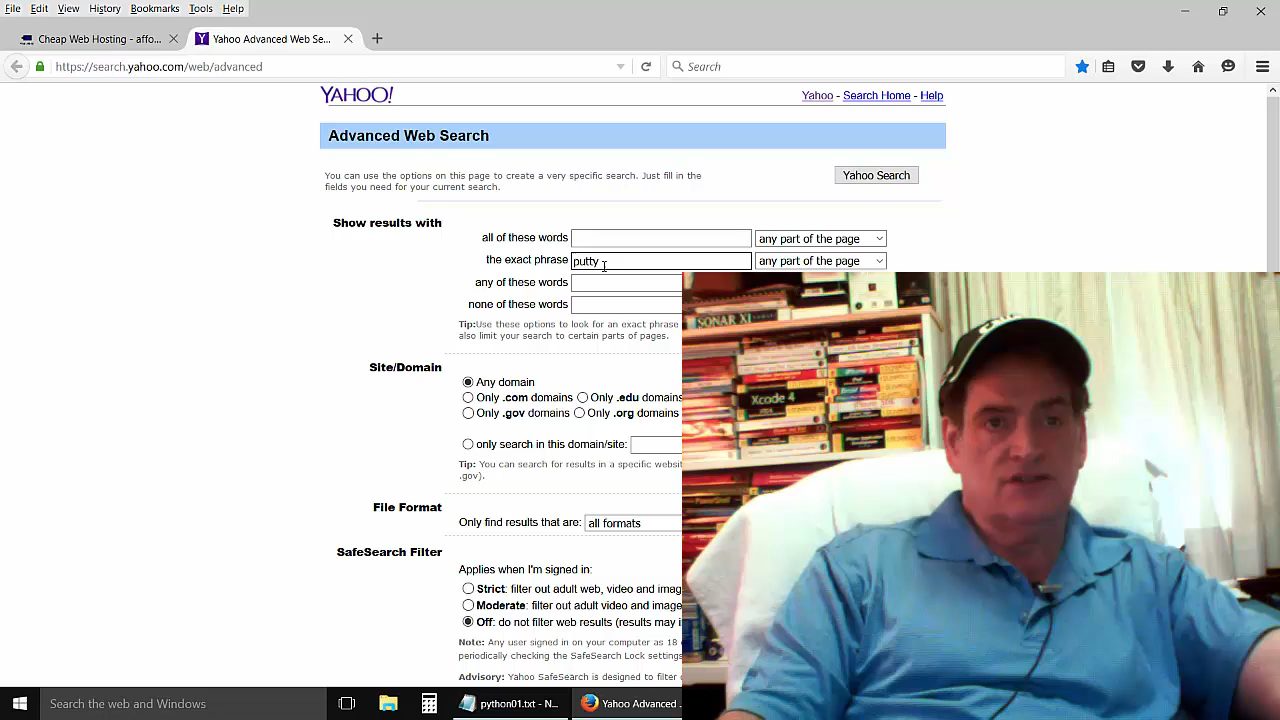 File Edit View History Bookmarks Tools Help
Cheap Web Hosting - affo...
Yahoo Advanced Web Se...
https://search.yahoo.com/web/advanced
Search
YAHOO!
Yahoo - Search Home - Help
Advanced Web Search
You can use the options on this page to create a very specific search. Just fill in the
fields you need for your current search.
Yahoo Search
Show results with
all of these words
any part of the page
the exact phrase
putty
any part of the page
any of these words
none of these words
Tip:Use these options to look for an exact phrase
also limit your search to certain parts of pages.
Site/Domain
Any domain
Only .com domains Only .edu domains
Only .gov domains Only .org domains
only search in this domain/site:
Tip: You can search for results in a specific website
.gov).
File Format
Only find results that are: all formats
SafeSearch Filter
Applies when I'm signed in:
Strict: filter out adult web, video and imag
Moderate: filter out adult video and image
Off: do not filter web results (results may i
Note: Any user signed in on your computer as 18
periodically checking the SafeSearch Lock settings
Advisory: Yahoo SafeSearch is designed to filter
SONAR X1
Xcode 4
Search the web and Windows
python01.txt - N...
Yahoo Advanced